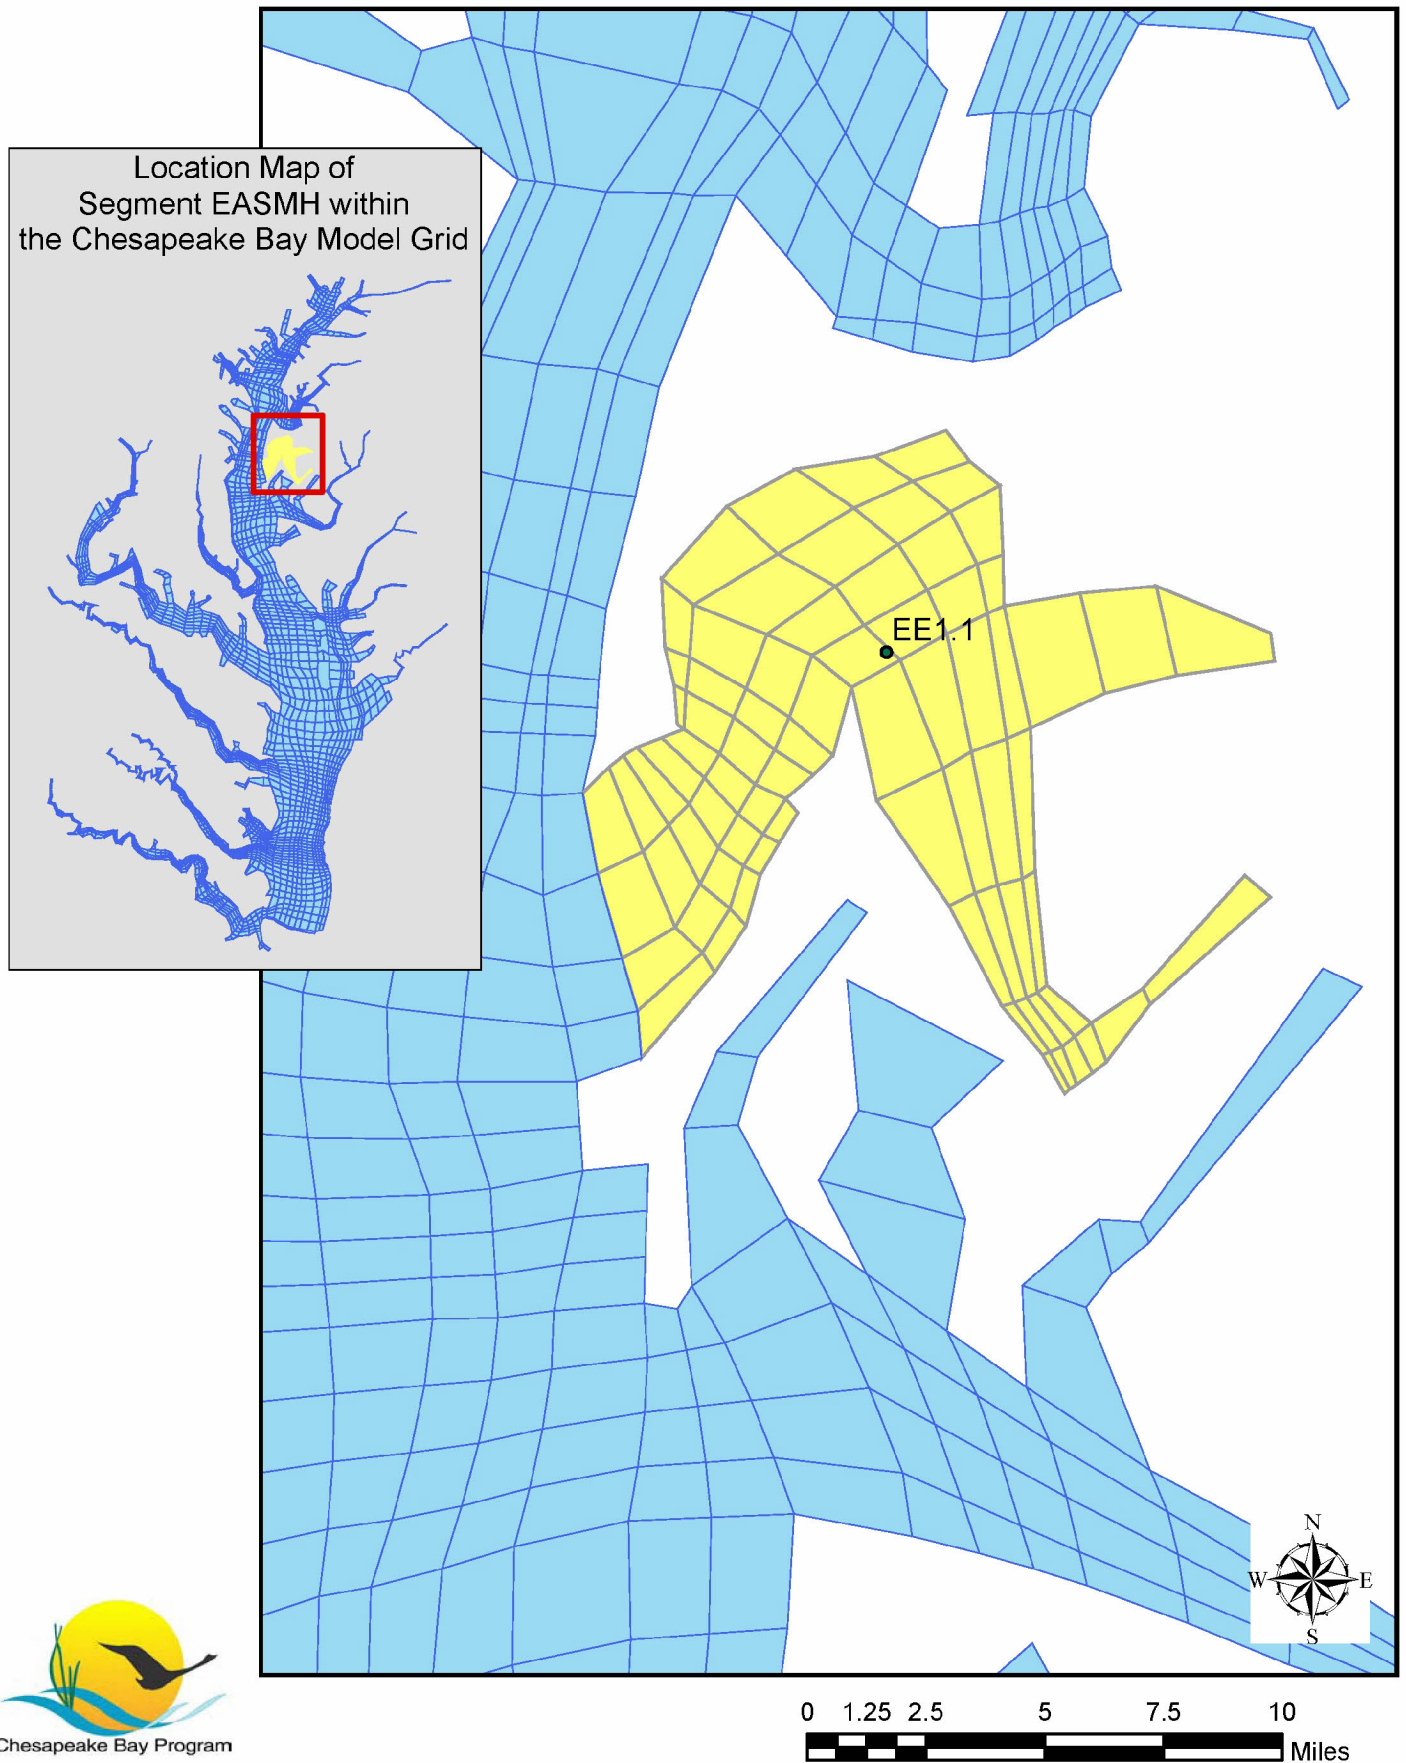 Location Map of
Segment EASMH within
the Chesapeake Bay Model Grid
EE1.1
N
W E
S
0 1.25 2.5 5 7.5 10
Miles
Chesapeake Bay Program